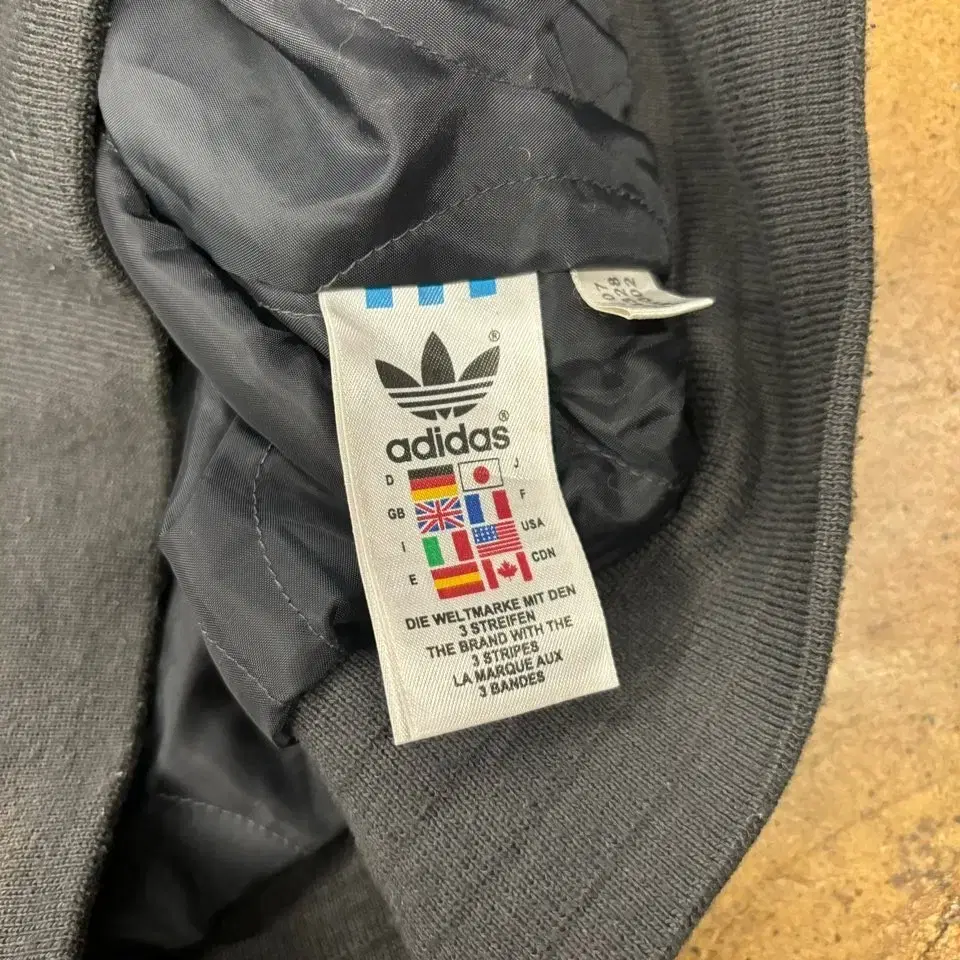 ®
adidas®
D J
GB F
I USA
E CDN
DIE WELTMARKE MIT DEN
3 STREIFEN
THE BRAND WITH THE
3 STRIPES
LA MARQUE AUX
3 BANDES